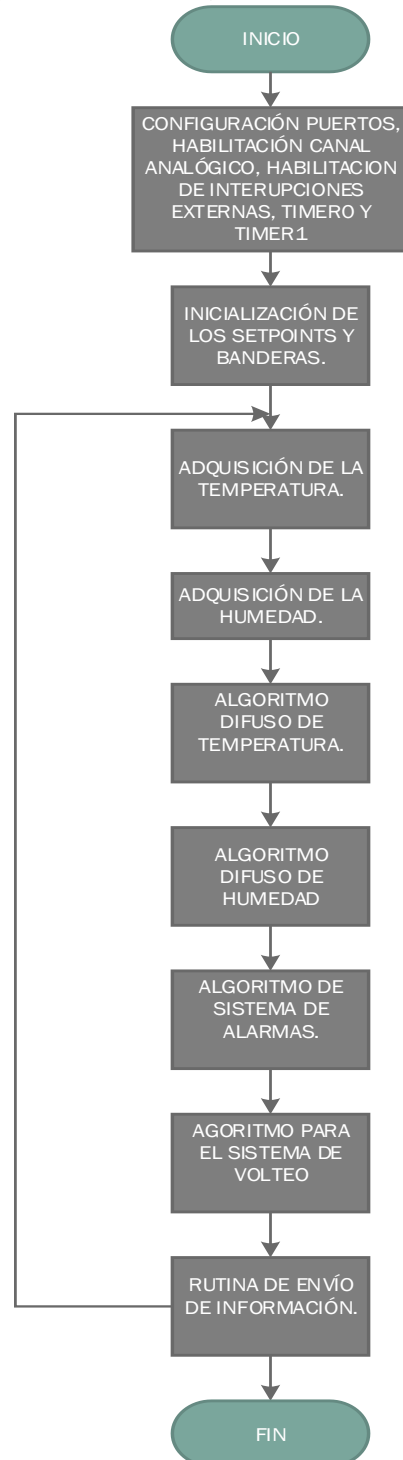 INICIO
CONFIGURACIÓN PUERTOS,
HABILITACIÓN CANAL
ANALÓGICO, HABILITACION
DE INTERUPCIONES
EXTERNAS, TIMER0 Y
TIMER1
INICIALIZACIÓN DE
LOS SETPOINTS Y
BANDERAS.
ADQUISICIÓN DE LA
TEMPERATURA.
ADQUISICIÓN DE LA
HUMEDAD.
ALGORITMO
DIFUSO DE
TEMPERATURA.
ALGORITMO
DIFUSO DE
HUMEDAD
ALGORITMO DE
SISTEMA DE
ALARMAS.
AGORITMO PARA
EL SISTEMA DE
VOLTEO
RUTINA DE ENVÍO
DE INFORMACIÓN.
FIN